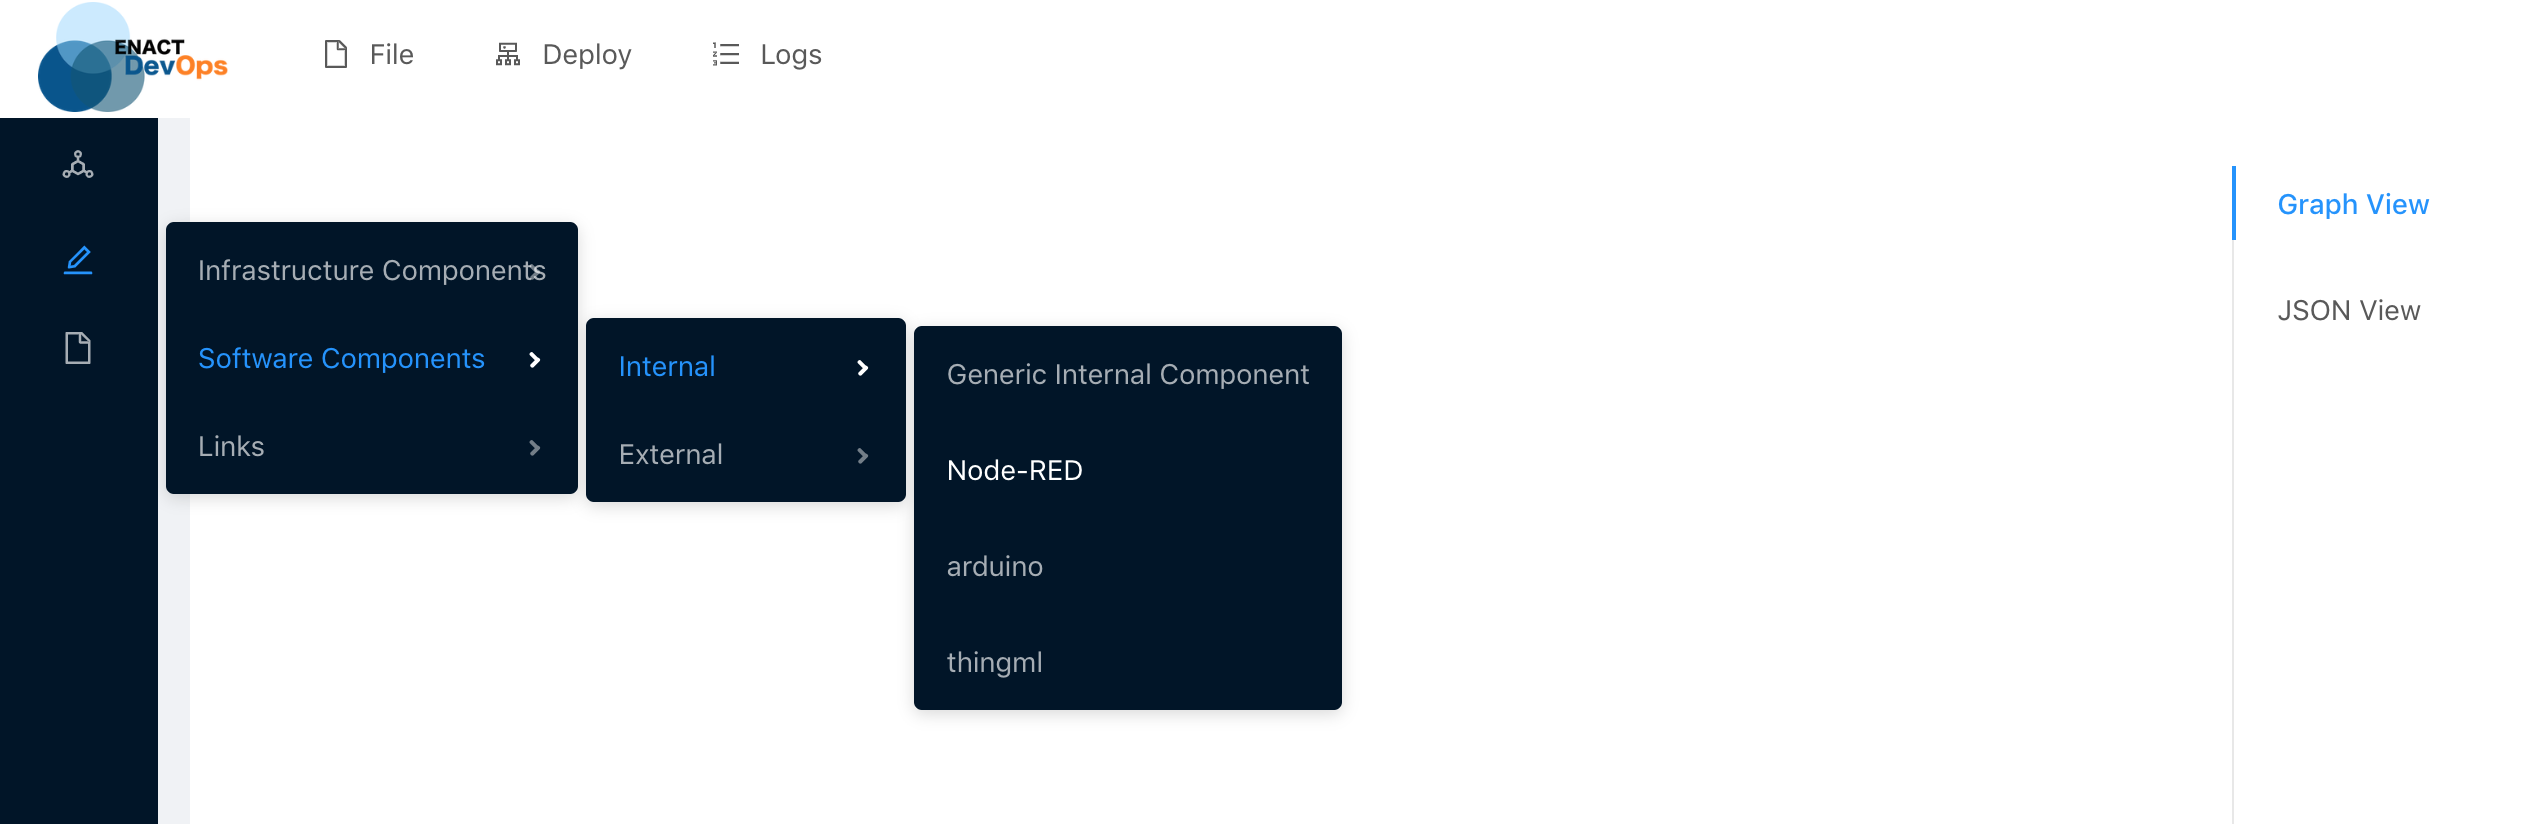 ENACT
DevOps
File
Deploy
Logs
Graph View
JSON View
Infrastructure Components
Software Components
Links
Internal
External
Generic Internal Component
Node-RED
arduino
thingml